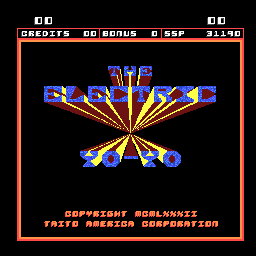 00 00
CREDITS 00 BONUS 0 SSP 31190
THE
ELECTRIC
YO-YO
COPYRIGHT MCMLXXXII
TAITO AMERICA CORPORATION